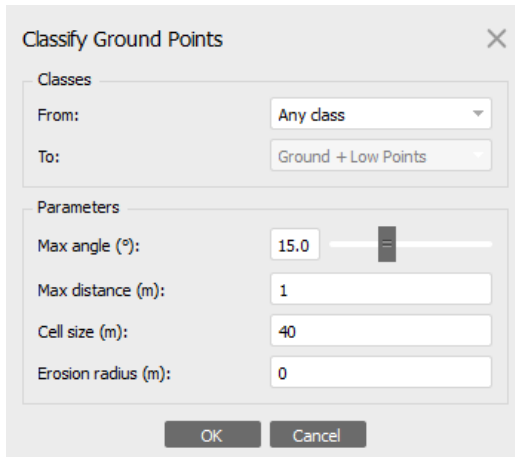 Classify Ground Points
Classes
From: Any class
To: Ground + Low Points
Parameters
Max angle (°): 15.0
Max distance (m): 1
Cell size (m): 40
Erosion radius (m): 0
OK Cancel